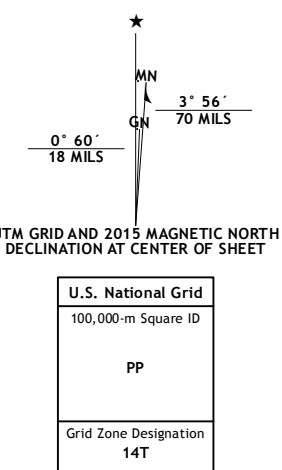 MN
3° 56´
70 MILS
GN
0° 60´
18 MILS
UTM GRID AND 2015 MAGNETIC NORTH
DECLINATION AT CENTER OF SHEET
U.S. National Grid
100,000-m Square ID
PP
Grid Zone Designation
14T